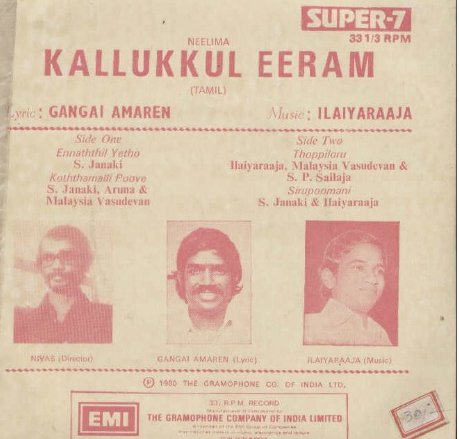 SUPER-7
33 1/3 RPM
NEELIMA
KALLUKKUL EERAM
(TAMIL)
Lyric: GANGAI AMAREN Music: ILAIYARAAJA
Side One
Ennaththil Yetho
S. Janaki
Koththamalli Poove
S. Janaki, Aruna &
Malaysia Vasudevan
Side Two
Thoppiloru
Ilaiyaraaja, Malaysia Vasudevan &
S. P. Sailaja
Sirupoomani
S. Janaki & Ilaiyaraaja
NIVAS (Director) GANGAI AMAREN (Lyric) ILAIYARAAJA (Music)
Ⓟ 1980 THE GRAMOPHONE CO. OF INDIA LTD.
EMI
33⅓ R.P.M. RECORD
THE GRAMOPHONE COMPANY OF INDIA LIMITED
30/-